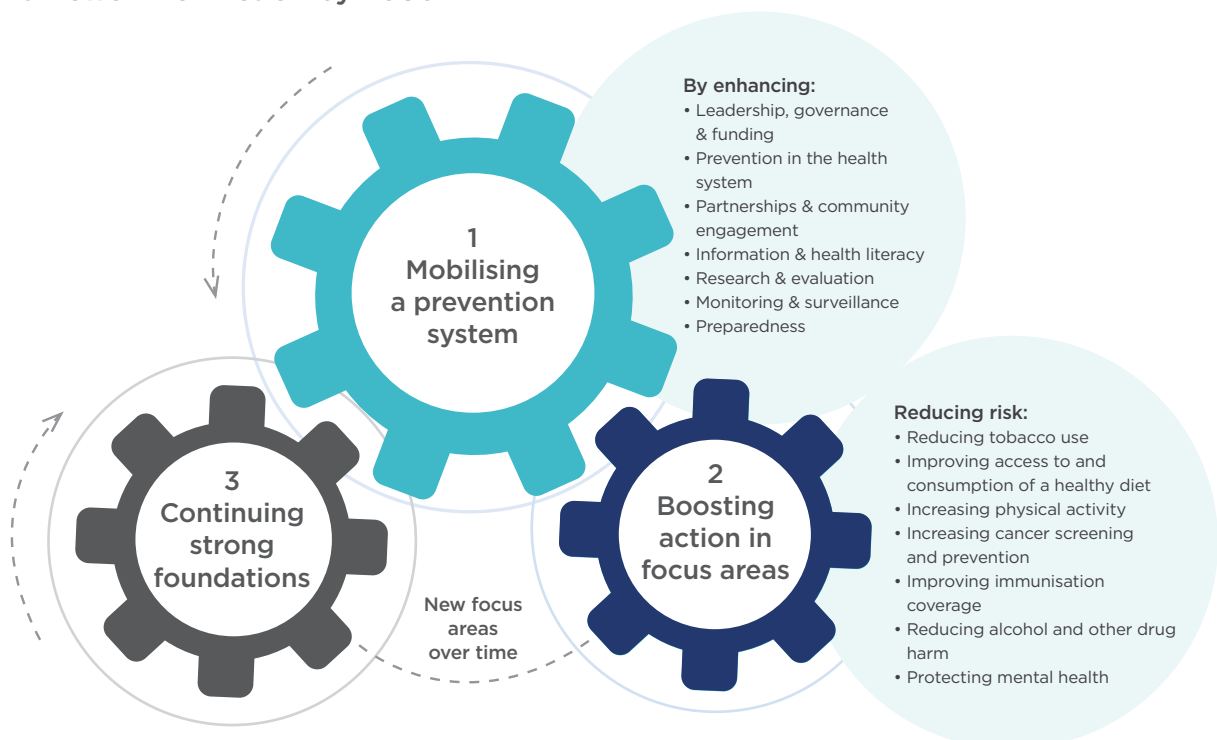 1
Mobilising
a prevention
system
By enhancing:
• Leadership, governance
& funding
• Prevention in the health
system
• Partnerships & community
engagement
• Information & health literacy
• Research & evaluation
• Monitoring & surveillance
• Preparedness
2
Boosting
action in
focus areas
Reducing risk:
• Reducing tobacco use
• Improving access to and
consumption of a healthy diet
• Increasing physical activity
• Increasing cancer screening
and prevention
• Improving immunisation
coverage
• Reducing alcohol and other drug
harm
• Protecting mental health
3
Continuing
strong
foundations
New focus
areas
over time